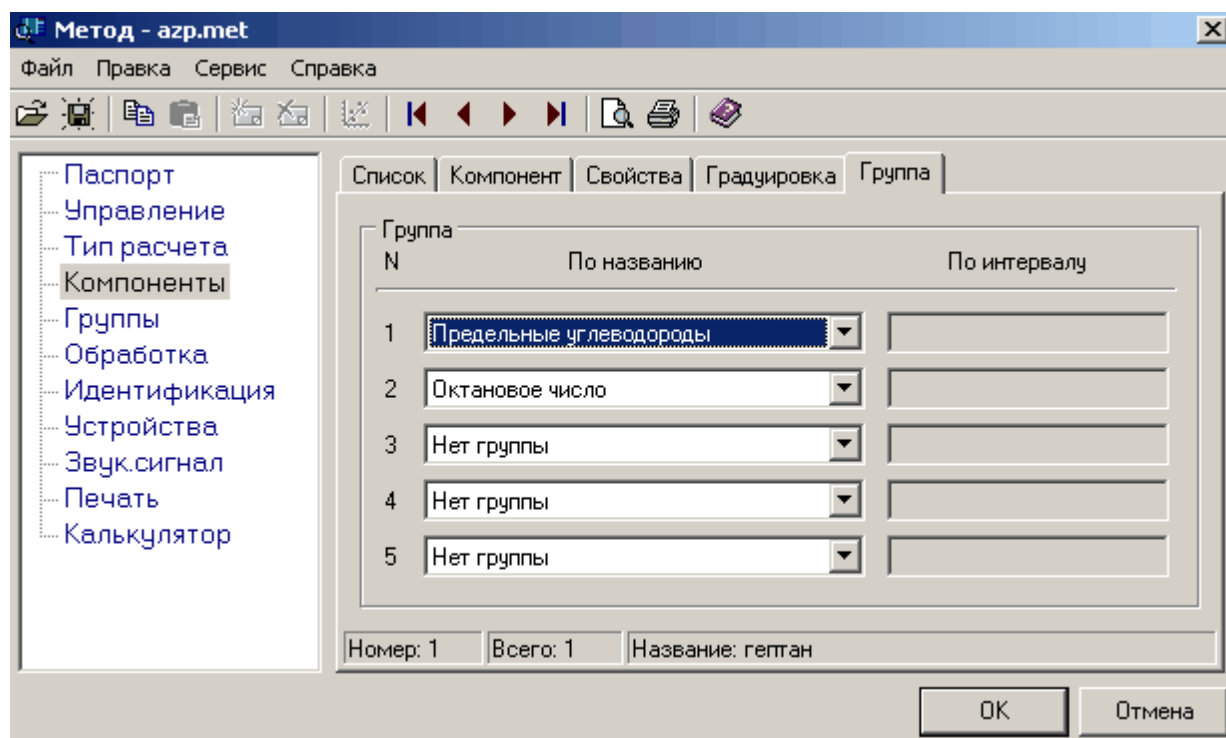 Метод - azp.met
Файл Правка Сервис Справка
Паспорт
Управление
Тип расчета
Компоненты
Группы
Обработка
Идентификация
Устройства
Звук.сигнал
Печать
Калькулятор
Список Компонент Свойства Градуировка Группа
Группа
N По названию По интервалу
1 Предельные углеводороды
2 Октановое число
3 Нет группы
4 Нет группы
5 Нет группы
Номер: 1 Всего: 1 Название: гептан
OK Отмена